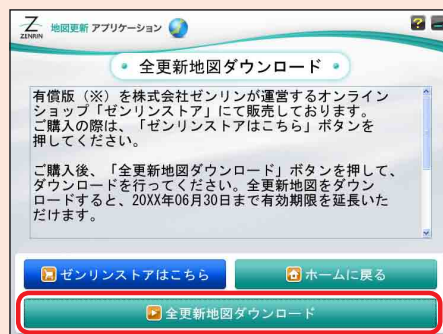 Z ZENRIN 地図更新 アプリケーション ?
全更新地図ダウンロード
有償版（※）を株式会社ゼンリンが運営するオンライン
ショップ「ゼンリンストア」にて販売しております。
ご購入の際は、「ゼンリンストアはこちら」ボタンを
押してください。
ご購入後、「全更新地図ダウンロード」ボタンを押して、
ダウンロードを行ってください。全更新地図をダウン
ロードすると、20XX年06月30日まで有効期限を延長いた
だけます。
ゼンリンストアはこちら ホームに戻る
全更新地図ダウンロード